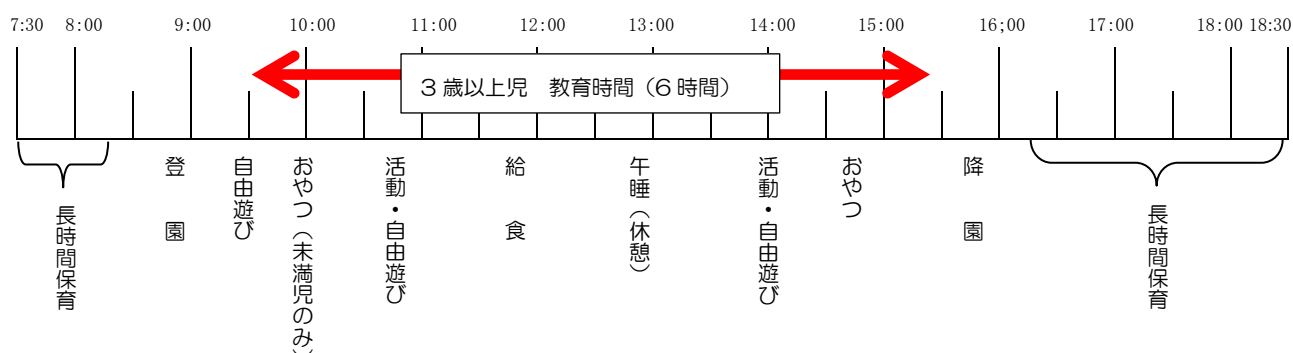 7:30 8:00 9:00 10:00 11:00 12:00 13:00 14:00 15:00 16;00 17:00 18:00 18:30
３歳以上児　教育時間（６時間）
長時間保育
登園
自由遊び
おやつ（未満児のみ）
活動・自由遊び
給食
午睡（休憩）
活動・自由遊び
おやつ
降園
長時間保育